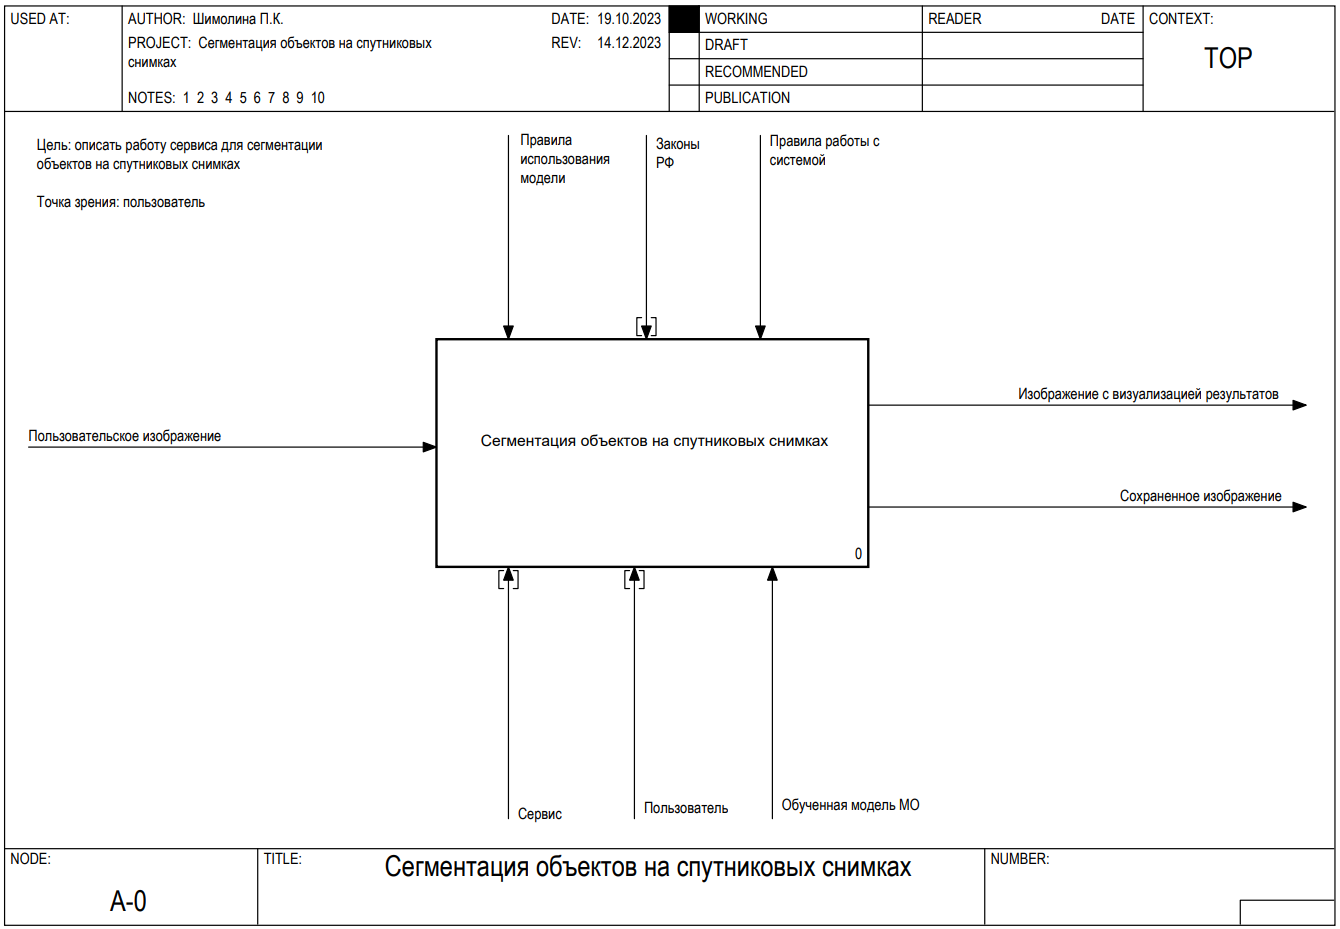 USED AT:
AUTHOR: Шимолина П.К.
DATE: 19.10.2023
PROJECT: Сегментация объектов на спутниковых
снимках
REV: 14.12.2023
NOTES: 1 2 3 4 5 6 7 8 9 10
WORKING
DRAFT
RECOMMENDED
PUBLICATION
READER DATE
CONTEXT:
TOP
Цель: описать работу сервиса для сегментации
объектов на спутниковых снимках
Точка зрения: пользователь
Правила
использования
модели
Законы
РФ
Правила работы с
системой
Пользовательское изображение
Сегментация объектов на спутниковых снимках
0
Изображение с визуализацией результатов
Сохраненное изображение
Сервис
Пользователь
Обученная модель МО
NODE:
A-0
TITLE:
Сегментация объектов на спутниковых снимках
NUMBER: